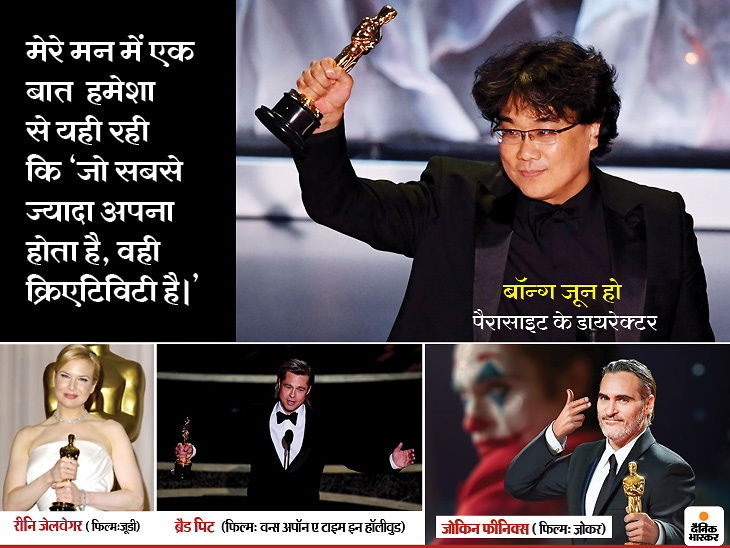 मेरे मन में एक
बात हमेशा
से यही रही
कि ‘जो सबसे
ज्यादा अपना
होता है, वही
क्रिएटिविटी है।’
बॉन्ग जून हो
पैरासाइट के डायरेक्टर
रीनि जेलवेगर ( फिल्म:जूडी)
ब्रैड पिट (फिल्म: वन्स अपॉन ए टाइम इन हॉलीवुड)
जोकिन फीनिक्स ( फिल्म: जोकर)
दैनिक
भास्कर